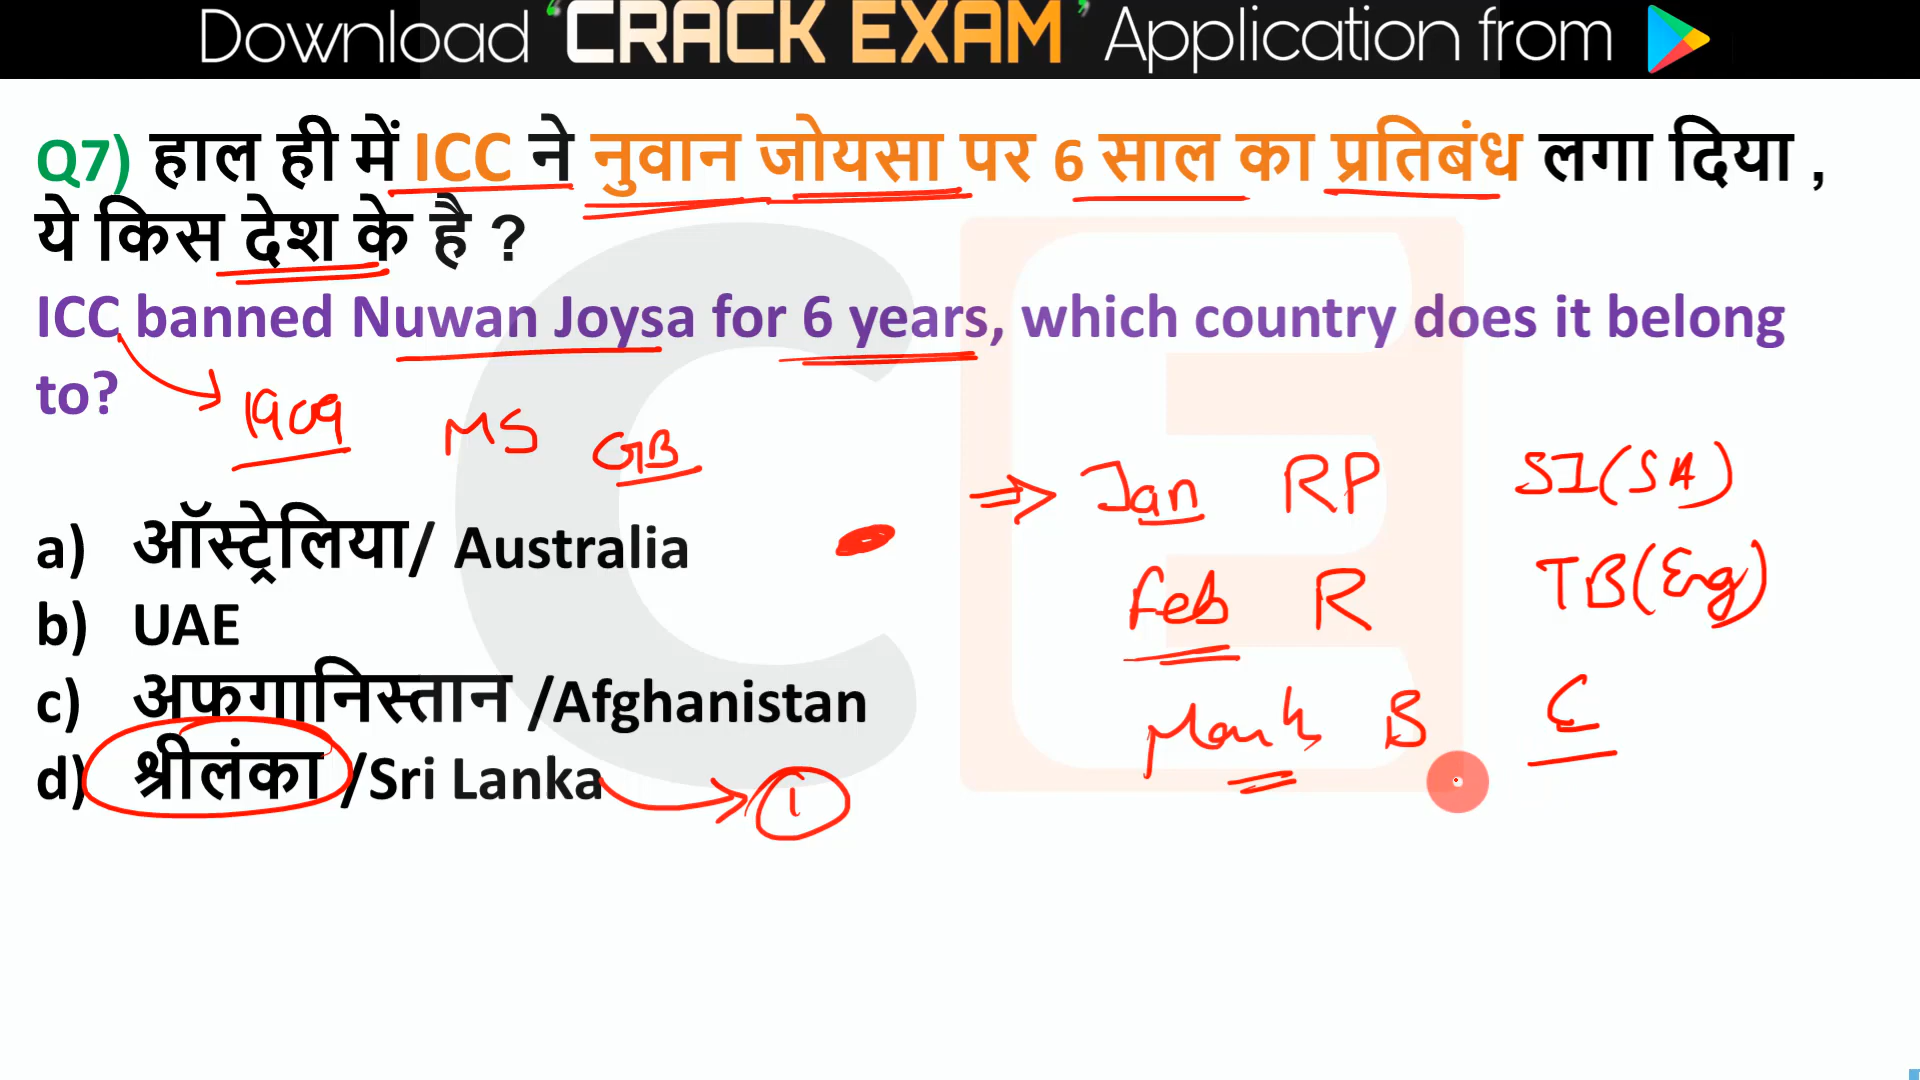 Download 'CRACK EXAM' Application from
Q7) हाल ही में ICC ने नुवान जोयसा पर 6 साल का प्रतिबंध लगा दिया ,
ये किस देश के है ?
ICC banned Nuwan Joysa for 6 years, which country does it belong
to?
1909 MS GB
Jan RP SI(SA)
a) ऑस्ट्रेलिया/ Australia
Feb R TB(Eng)
b) UAE
c) अफगानिस्तान /Afghanistan
March B C
d) श्रीलंका /Sri Lanka 1